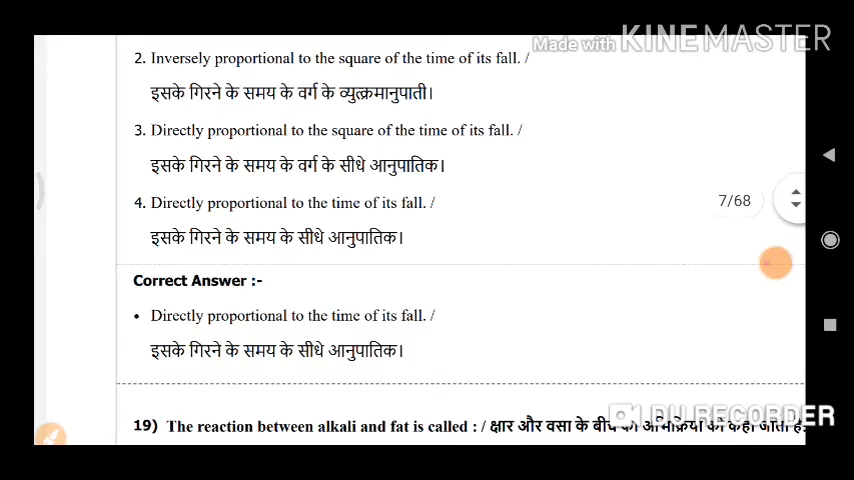 Made with KINEMASTER
2. Inversely proportional to the square of the time of its fall. /
इसके गिरने के समय के वर्ग के व्युत्क्रमानुपाती।
3. Directly proportional to the square of the time of its fall. /
इसके गिरने के समय के वर्ग के सीधे आनुपातिक।
4. Directly proportional to the time of its fall. /
7/68
इसके गिरने के समय के सीधे आनुपातिक।
Correct Answer :-
• Directly proportional to the time of its fall. /
इसके गिरने के समय के सीधे आनुपातिक।
DU RECORDER
19) The reaction between alkali and fat is called : / क्षार और वसा के बीच की अभिक्रिया को कहा जाता है: